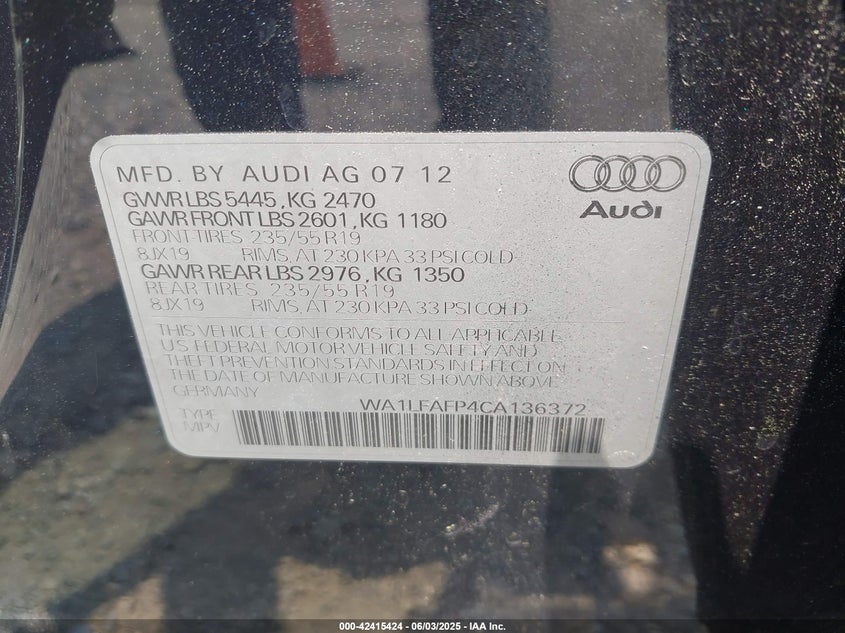 MFD. BY AUDI AG 07 12
GVWR LBS 5445, KG 2470
GAWR FRONT LBS 2601, KG 1180
FRONT TIRES 235/55 R19
8JX19 RIMS, AT 230 KPA 33 PSI COLD
GAWR REAR LBS 2976, KG 1350
REAR TIRES 235/55 R19
8JX19 RIMS, AT 230 KPA 33 PSI COLD
Audi
THIS VEHICLE CONFORMS TO ALL APPLICABLE
U.S FEDERAL MOTOR VEHICLE SAFETY AND
THEFT PREVENTION STANDARDS IN EFFECT ON
THE DATE OF MANUFACTURE SHOWN ABOVE
GERMANY
WA1LFAFP4CA136372
TYPE
MPV
000-42415424 | 06/03/2025 | IAA Inc.